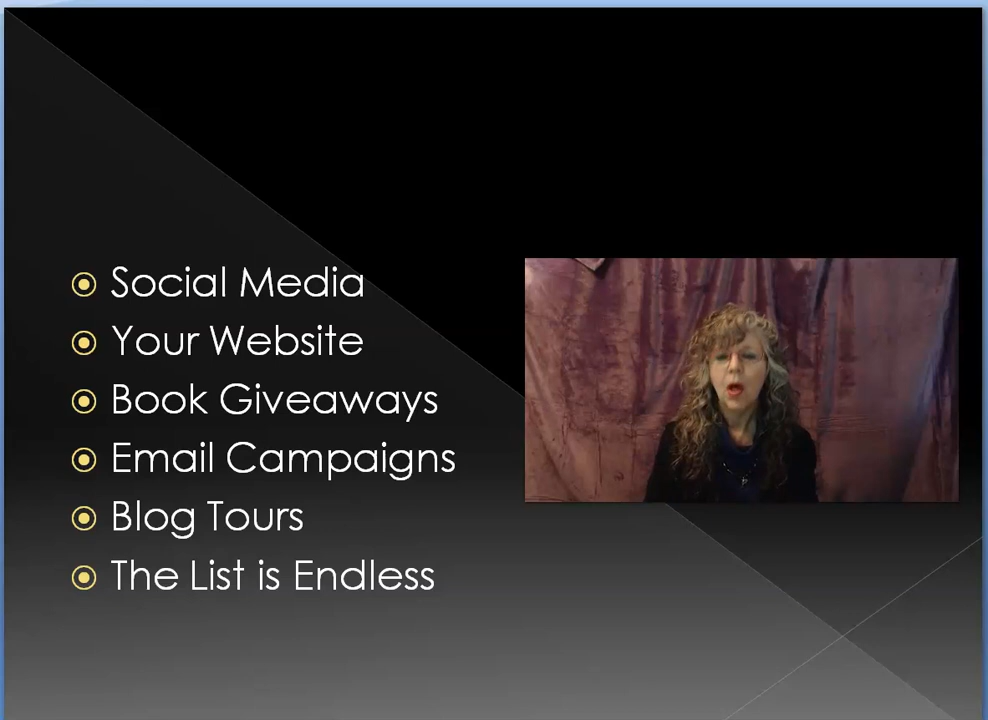 Social Media
Your Website
Book Giveaways
Email Campaigns
Blog Tours
The List is Endless